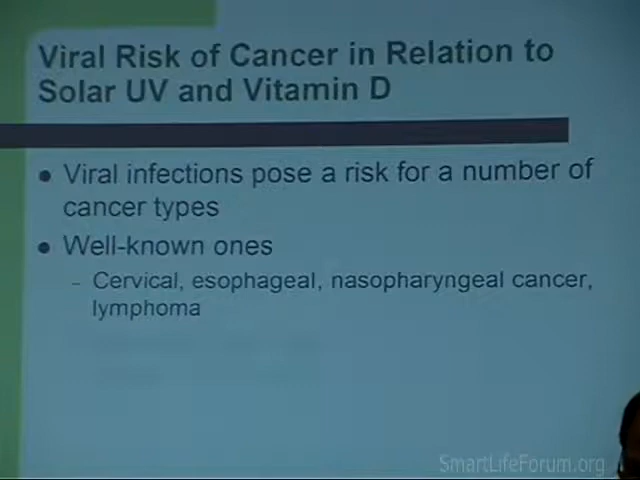 Viral Risk of Cancer in Relation to
Solar UV and Vitamin D
Viral infections pose a risk for a number of
cancer types
Well-known ones
Cervical, esophageal, nasopharyngeal cancer,
lymphoma
SmartLifeForum.org